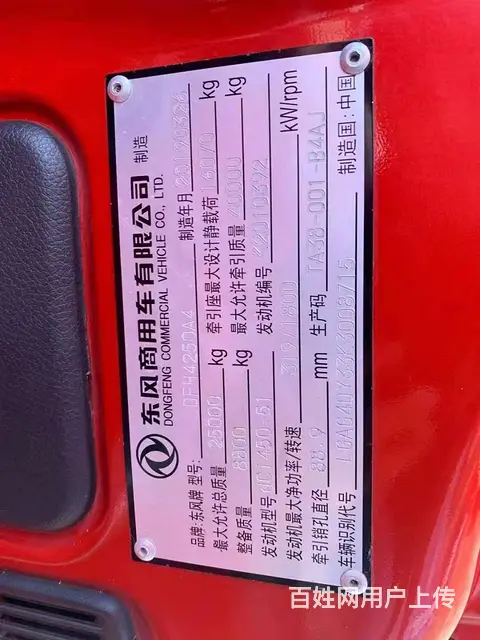 东风商用车有限公司 制造
DONGFENG COMMERCIAL VEHICLE CO., LTD.
品牌:东风牌 型号: DFH4250A4 制造年月 201903
最大允许总质量 25000 kg 牵引座最大设计静载荷 16070 kg
整备质量 8800 kg 最大允许牵引质量 40000 kg
发动机型号 450-51 发动机编号
发动机最大净功率/转速 kW/rpm
牵引销孔直径 mm 生产码 TA38-001-B4AJ
车辆识别代号 制造国:中国
百姓网用户上传